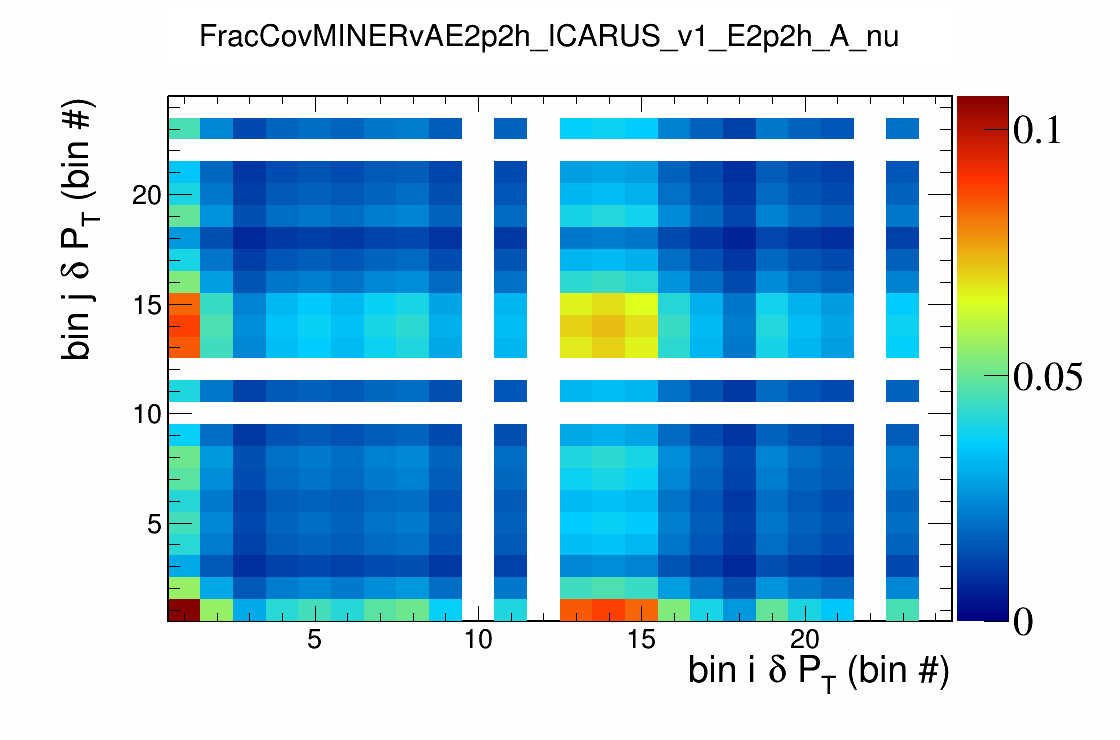 FracCovMINERvAE2p2h_ICARUS_v1_E2p2h_A_nu
bin j δ P_T (bin #)
20
15
10
5
5 10 15 20
bin i δ P_T (bin #)
0.1
0.05
0